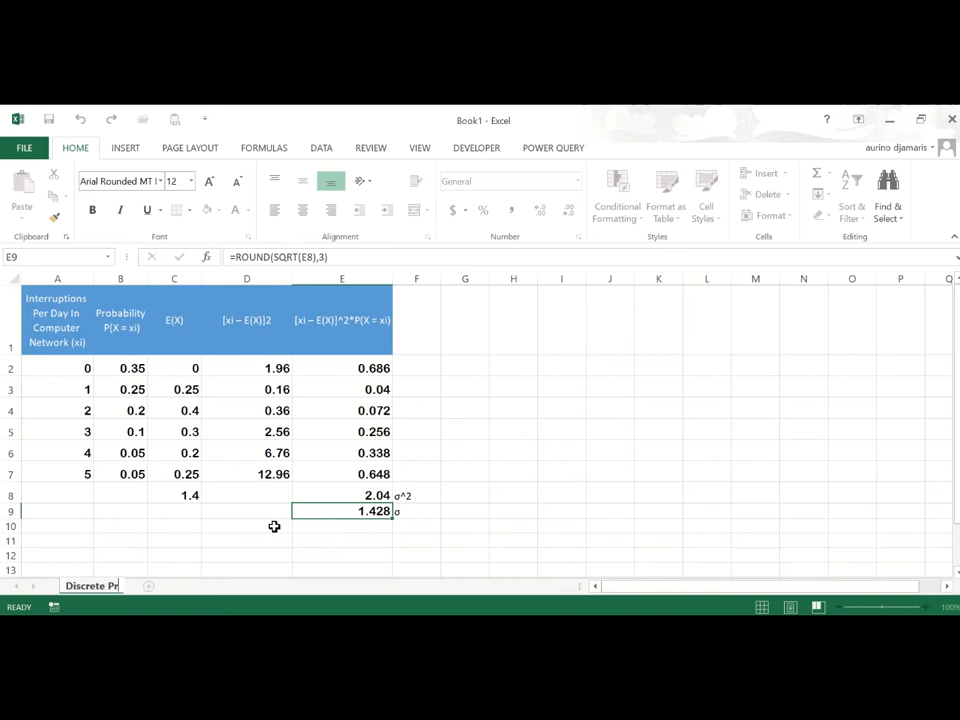 Book1 - Excel
FILE HOME INSERT PAGE LAYOUT FORMULAS DATA REVIEW VIEW DEVELOPER POWER QUERY aurino djamaris
Arial Rounded MT 12 General
Insert
Delete
Format
Paste Conditional Formatting Format as Table Cell Styles Sort & Filter Find & Select
Clipboard Font Alignment Number Styles Cells Editing
E9 =ROUND(SQRT(E8),3)
A B C D E F G H I J K L M N O P Q
1 Interruptions Per Day In Computer Network (xi) Probability P(X = xi) E(X) [xi – E(X)]2 [xi – E(X)]^2*P(X = xi)
2 0 0.35 0 1.96 0.686
3 1 0.25 0.25 0.16 0.04
4 2 0.2 0.4 0.36 0.072
5 3 0.1 0.3 2.56 0.256
6 4 0.05 0.2 6.76 0.338
7 5 0.05 0.25 12.96 0.648
8 1.4 2.04 σ^2
9 1.428 σ
10
11
12
13
Discrete Pr
READY 100%